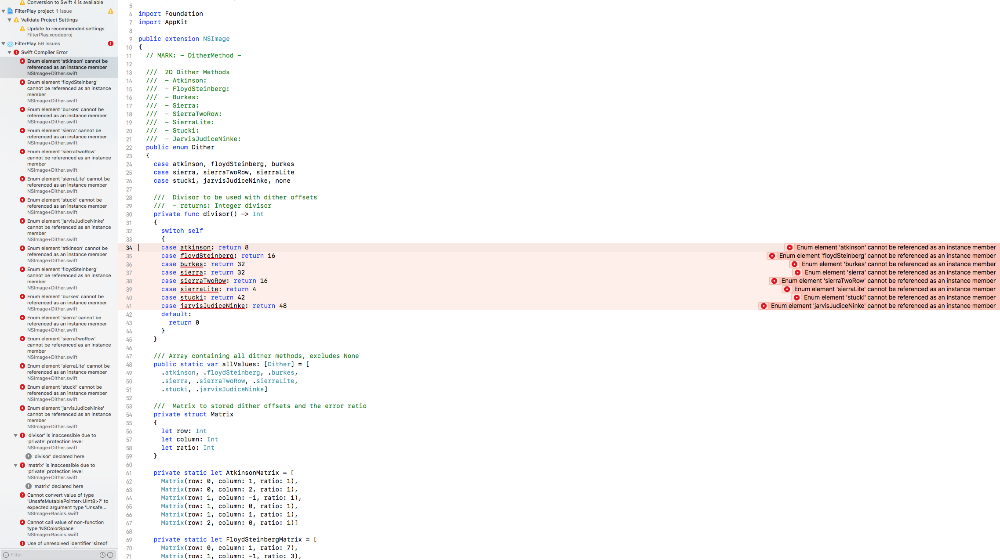 Conversion to Swift 4 is available
FilterPlay project 1 issue
Validate Project Settings
Update to recommended settings
FilterPlay.xcodeproj
FilterPlay 56 issues
Swift Compiler Error
Enum element 'atkinson' cannot be
referenced as an instance member
NSImage+Dither.swift
Enum element 'floydSteinberg'
cannot be referenced as an instance
member
NSImage+Dither.swift
Enum element 'burkes' cannot be
referenced as an instance member
NSImage+Dither.swift
Enum element 'sierra' cannot be
referenced as an instance member
NSImage+Dither.swift
Enum element 'sierraTwoRow'
cannot be referenced as an instance
member
NSImage+Dither.swift
Enum element 'sierraLite' cannot be
referenced as an instance member
NSImage+Dither.swift
Enum element 'stucki' cannot be
referenced as an instance member
NSImage+Dither.swift
Enum element 'jarvisJudiceNinke'
cannot be referenced as an instance
member
NSImage+Dither.swift
Enum element 'atkinson' cannot be
referenced as an instance member
NSImage+Dither.swift
Enum element 'floydSteinberg'
cannot be referenced as an instance
member
NSImage+Dither.swift
Enum element 'burkes' cannot be
referenced as an instance member
NSImage+Dither.swift
Enum element 'sierra' cannot be
referenced as an instance member
NSImage+Dither.swift
Enum element 'sierraTwoRow'
cannot be referenced as an instance
member
NSImage+Dither.swift
Enum element 'sierraLite' cannot be
referenced as an instance member
NSImage+Dither.swift
Enum element 'stucki' cannot be
referenced as an instance member
NSImage+Dither.swift
Enum element 'jarvisJudiceNinke'
cannot be referenced as an instance
member
NSImage+Dither.swift
'divisor' is inaccessible due to
'private' protection level
NSImage+Dither.swift
'divisor' declared here
'matrix' is inaccessible due to
'private' protection level
NSImage+Dither.swift
'matrix' declared here
Cannot convert value of type
'UnsafeMutablePointer<UInt8>?' to
expected argument type 'Unsafe...
NSImage+Basics.swift
Cannot call value of non-function
type 'NSColorSpace'
NSImage+Basics.swift
Use of unresolved identifier 'sizeof'
Filter
5
6 import Foundation
7 import AppKit
8
9 public extension NSImage
10 {
11 // MARK: - DitherMethod -
12
13 /// 2D Dither Methods
14 /// - Atkinson:
15 /// - FloydSteinberg:
16 /// - Burkes:
17 /// - Sierra:
18 /// - SierraTwoRow:
19 /// - SierraLite:
20 /// - Stucki:
21 /// - JarvisJudiceNinke:
22 public enum Dither
23 {
24 case atkinson, floydSteinberg, burkes
25 case sierra, sierraTwoRow, sierraLite
26 case stucki, jarvisJudiceNinke, none
27
28 /// Divisor to be used with dither offsets
29 /// - returns: Integer divisor
30 private func divisor() -> Int
31 {
32 switch self
33 {
34 case atkinson: return 8 Enum element 'atkinson' cannot be referenced as an instance member
35 case floydSteinberg: return 16 Enum element 'floydSteinberg' cannot be referenced as an instance member
36 case burkes: return 32 Enum element 'burkes' cannot be referenced as an instance member
37 case sierra: return 32 Enum element 'sierra' cannot be referenced as an instance member
38 case sierraTwoRow: return 16 Enum element 'sierraTwoRow' cannot be referenced as an instance member
39 case sierraLite: return 4 Enum element 'sierraLite' cannot be referenced as an instance member
40 case stucki: return 42 Enum element 'stucki' cannot be referenced as an instance member
41 case jarvisJudiceNinke: return 48 Enum element 'jarvisJudiceNinke' cannot be referenced as an instance member
42 default:
43 return 0
44 }
45 }
46
47 /// Array containing all dither methods, excludes None
48 public static var allValues: [Dither] = [
49 .atkinson, .floydSteinberg, .burkes,
50 .sierra, .sierraTwoRow, .sierraLite,
51 .stucki, .jarvisJudiceNinke]
52
53 /// Matrix to stored dither offsets and the error ratio
54 private struct Matrix
55 {
56 let row: Int
57 let column: Int
58 let ratio: Int
59 }
60
61 private static let AtkinsonMatrix = [
62 Matrix(row: 0, column: 1, ratio: 1),
63 Matrix(row: 0, column: 2, ratio: 1),
64 Matrix(row: 1, column: -1, ratio: 1),
65 Matrix(row: 1, column: 0, ratio: 1),
66 Matrix(row: 1, column: 1, ratio: 1),
67 Matrix(row: 2, column: 0, ratio: 1)]
68
69 private static let FloydSteinbergMatrix = [
70 Matrix(row: 0, column: 1, ratio: 7),
71 Matrix(row: 1, column: -1, ratio: 3),